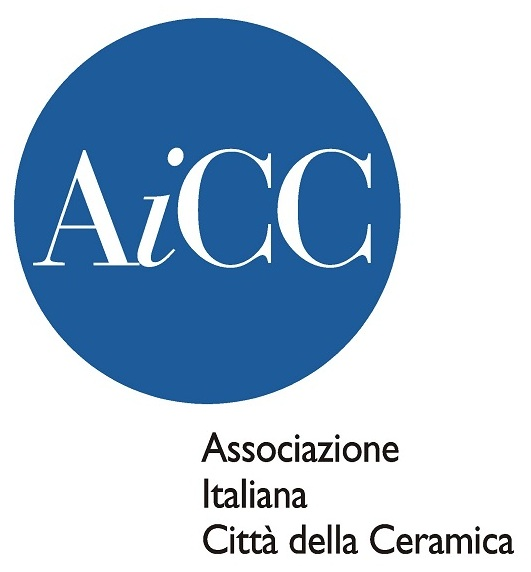 AiCC
Associazione
Italiana
Città della Ceramica